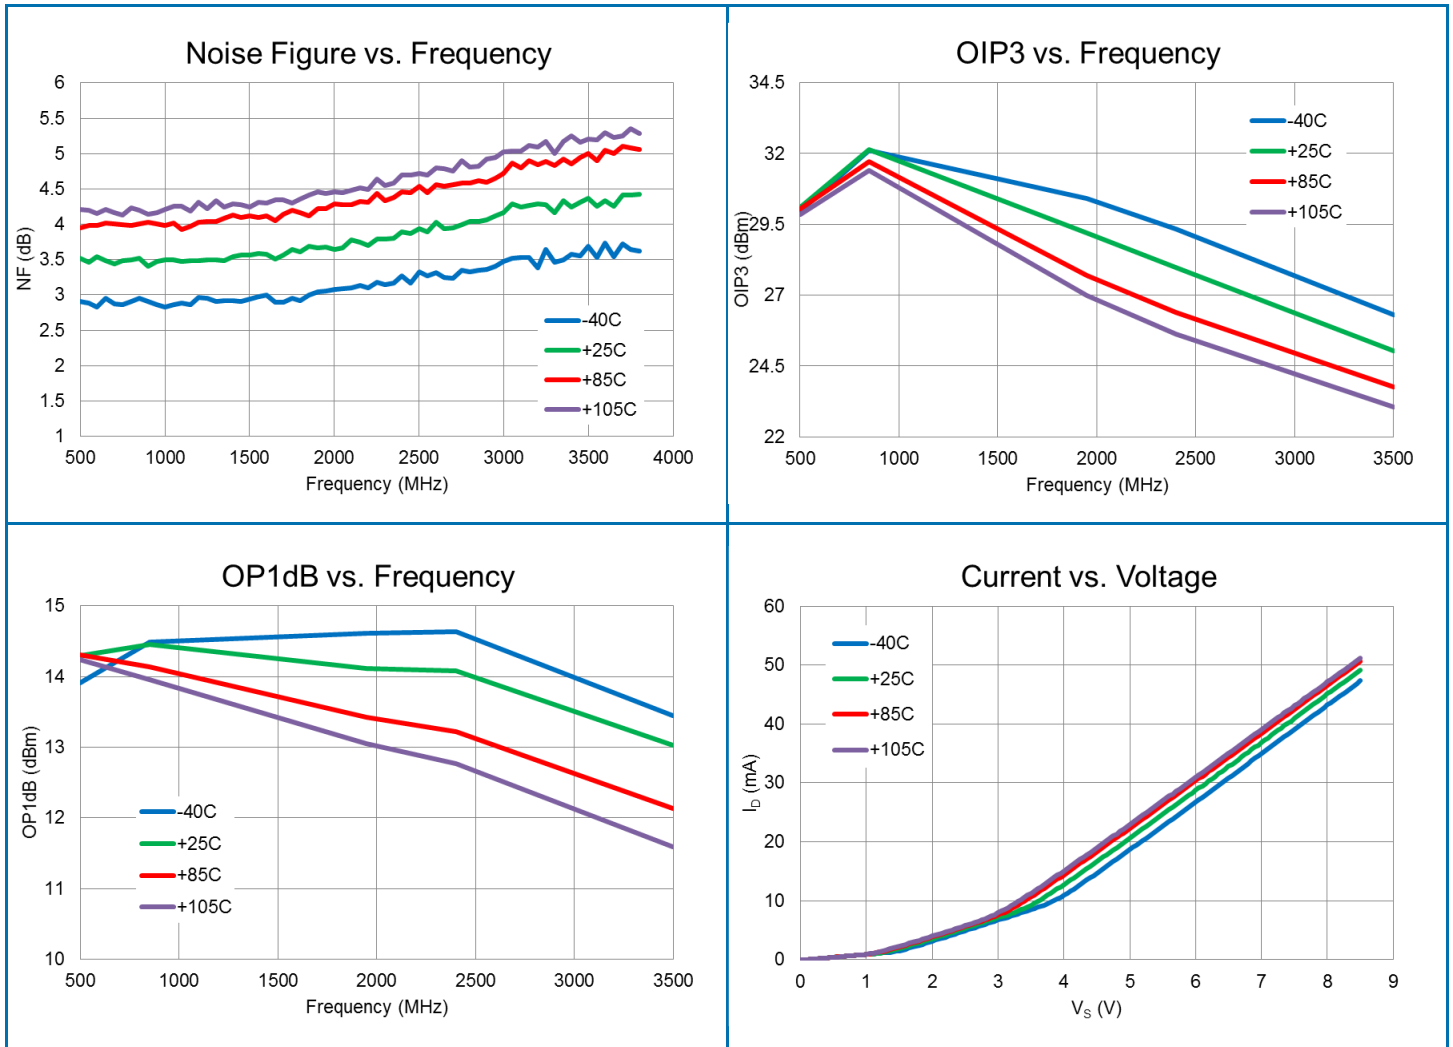 Noise Figure vs. Frequency
6
5.5
5
4.5
4
3.5
3
2.5
2
1.5
1
NF (dB)
-40C
+25C
+85C
+105C
500 1000 1500 2000 2500 3000 3500 4000
Frequency (MHz)
OIP3 vs. Frequency
34.5
32
29.5
27
24.5
22
OIP3 (dBm)
-40C
+25C
+85C
+105C
500 1000 1500 2000 2500 3000 3500
Frequency (MHz)
OP1dB vs. Frequency
15
14
13
12
11
10
OP1dB (dBm)
-40C
+25C
+85C
+105C
500 1000 1500 2000 2500 3000 3500
Frequency (MHz)
Current vs. Voltage
60
50
40
30
20
10
0
I_D (mA)
-40C
+25C
+85C
+105C
0 1 2 3 4 5 6 7 8 9
V_S (V)